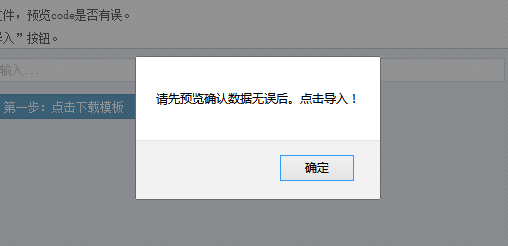 文件，预览code是否有误。
导入”按钮。
输入...
第一步：点击下载模板
请先预览确认数据无误后。点击导入！
确定